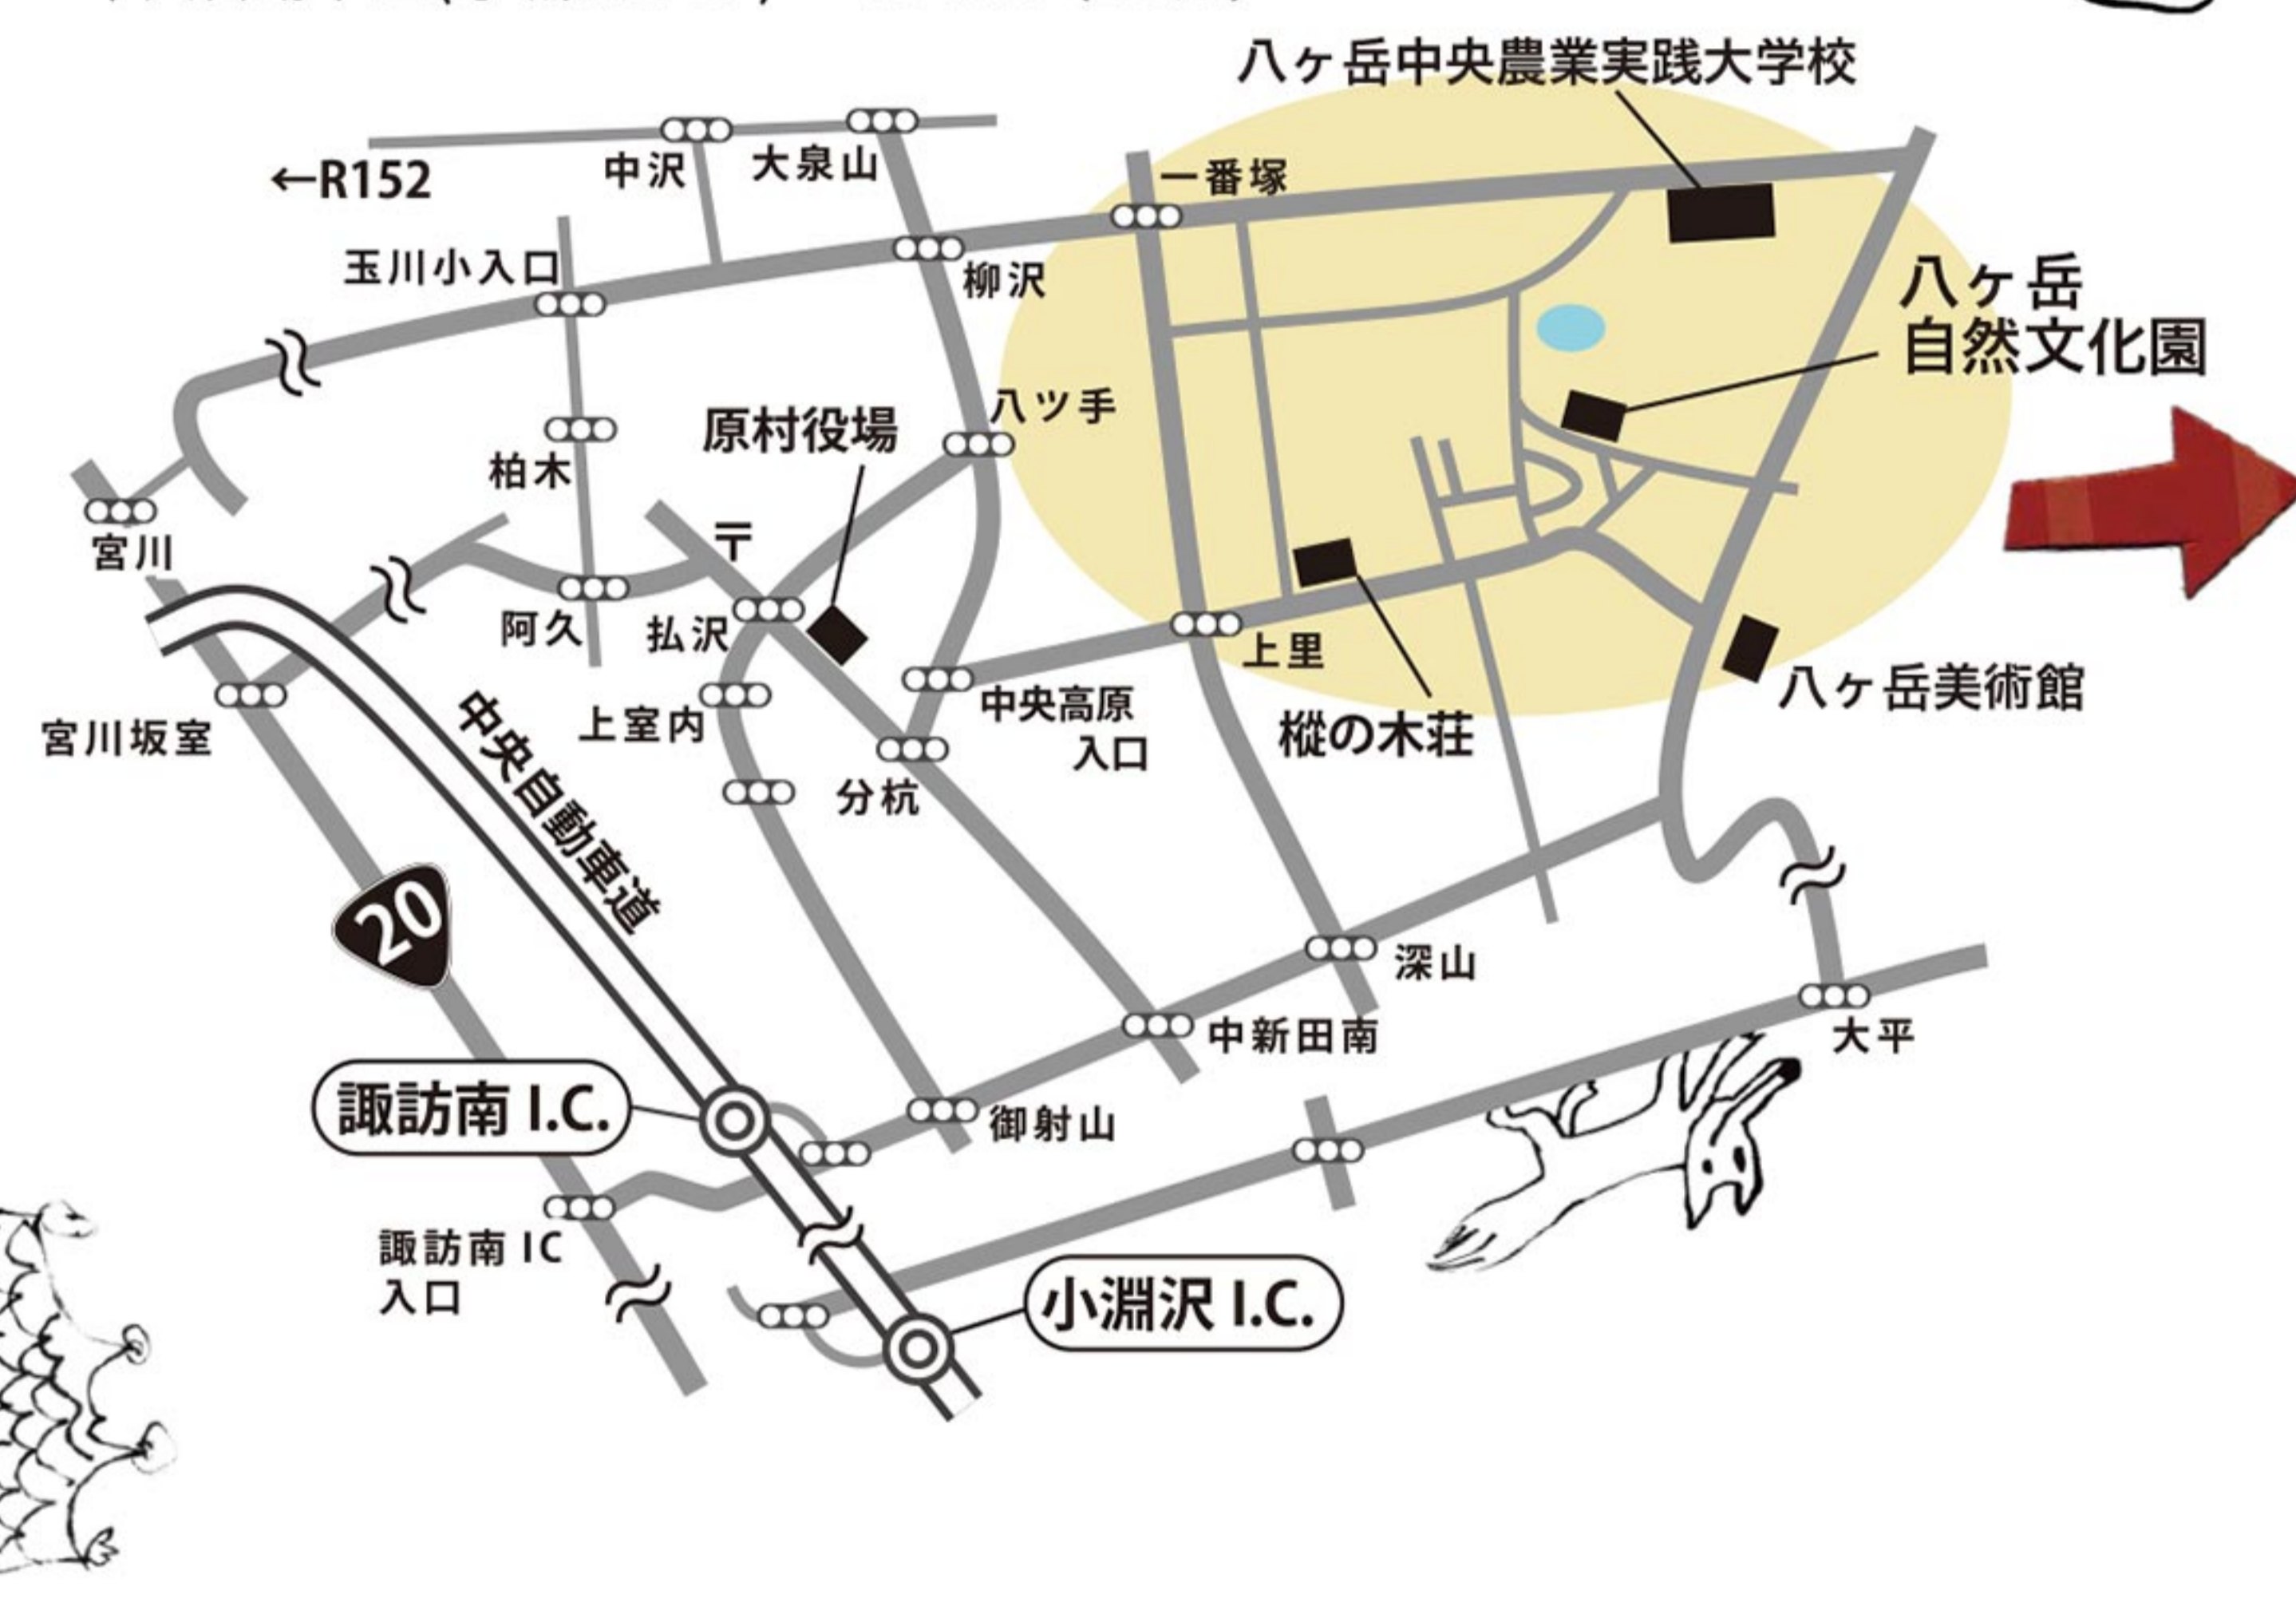 八ヶ岳中央農業実践大学校
←R152
中沢
大泉山
一番塚
玉川小入口
柳沢
八ヶ岳
自然文化園
八ツ手
原村役場
柏木
宮川
〒
阿久
払沢
上里
中央高原
入口
上室内
宮川坂室
樅の木荘
八ヶ岳美術館
分杭
中央自動車道
20
深山
中新田南
大平
諏訪南 I.C.
御射山
諏訪南 IC
入口
小淵沢 I.C.